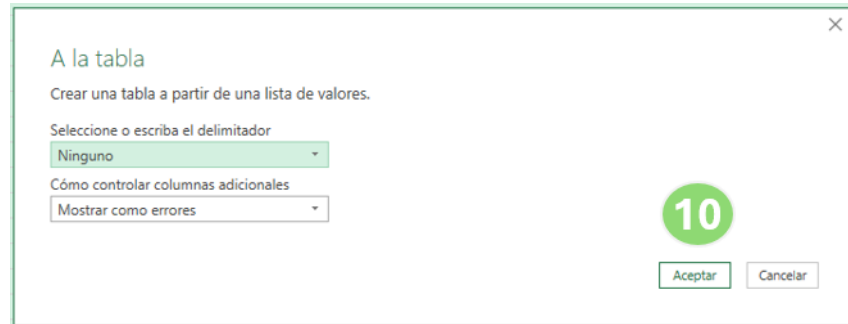 A la tabla
Crear una tabla a partir de una lista de valores.
Seleccione o escriba el delimitador
Ninguno
Cómo controlar columnas adicionales
Mostrar como errores
10
Aceptar Cancelar